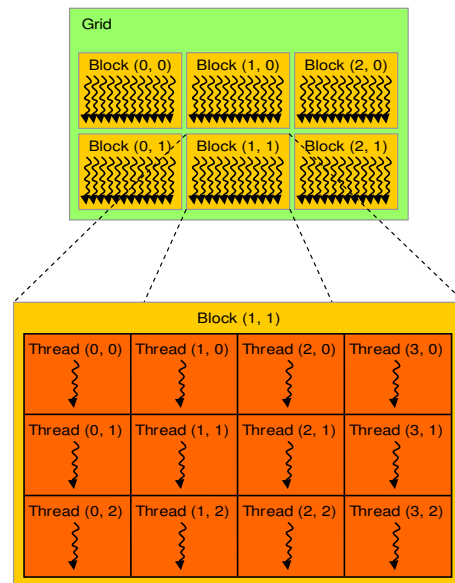 Grid
Block (0, 0) Block (1, 0) Block (2, 0)
Block (0, 1) Block (1, 1) Block (2, 1)
Block (1, 1)
Thread (0, 0) Thread (1, 0) Thread (2, 0) Thread (3, 0)
Thread (0, 1) Thread (1, 1) Thread (2, 1) Thread (3, 1)
Thread (0, 2) Thread (1, 2) Thread (2, 2) Thread (3, 2)